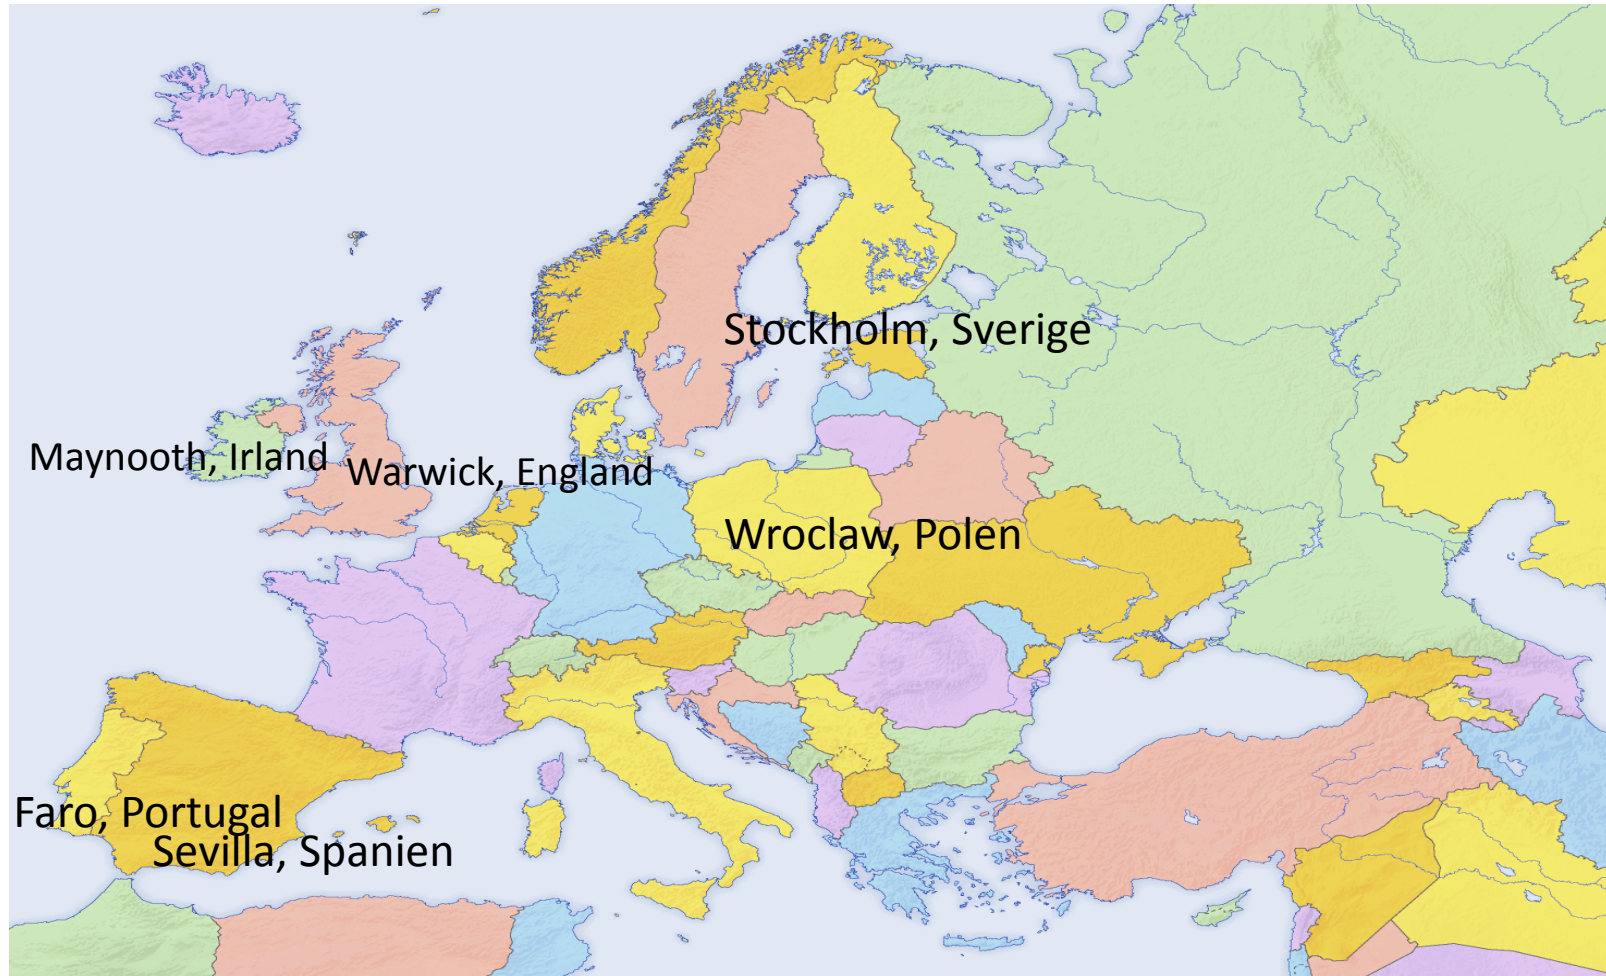 Stockholm, Sverige
Maynooth, Irland
Warwick, England
Wroclaw, Polen
Faro, Portugal
Sevilla, Spanien